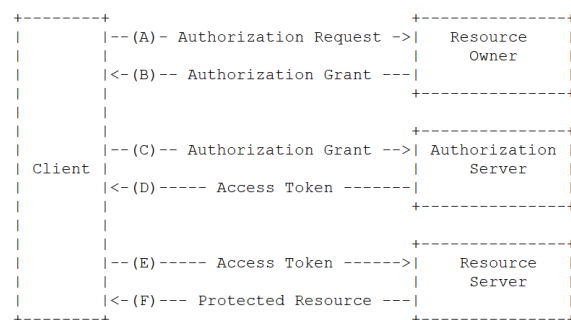 +--------+                               +---------------+
|        |--(A)- Authorization Request ->|   Resource    |
|        |                               |     Owner     |
|        |<-(B)-- Authorization Grant ---|               |
|        |                               +---------------+
|        |
|        |                               +---------------+
|        |--(C)-- Authorization Grant -->| Authorization |
| Client |                               |     Server    |
|        |<-(D)----- Access Token -------|               |
|        |                               +---------------+
|        |
|        |                               +---------------+
|        |--(E)----- Access Token ------>|    Resource   |
|        |                               |     Server    |
|        |<-(F)--- Protected Resource ---|               |
+--------+                               +---------------+